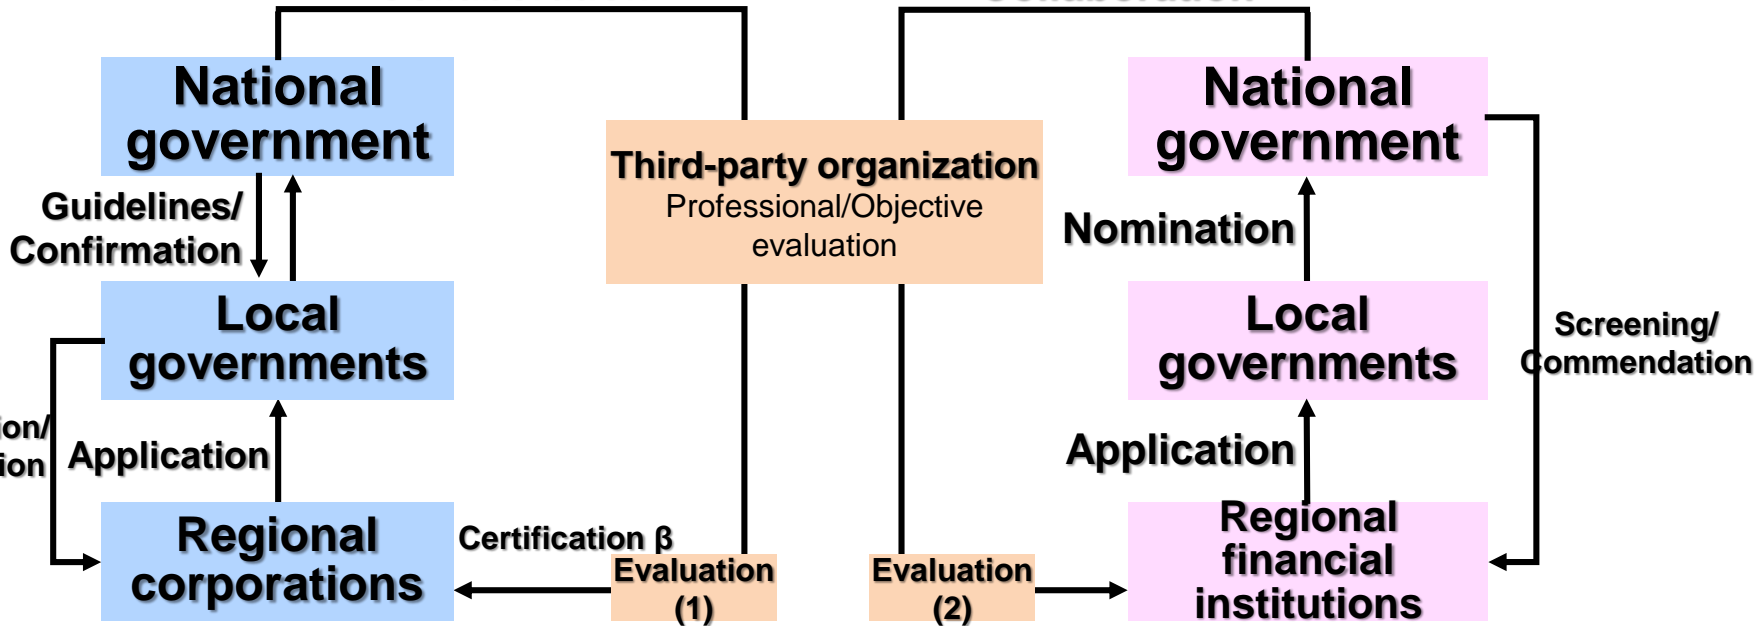 National
government
Guidelines/
Confirmation
Local
governments
Application
Regional
corporations
Certification β
Evaluation
(1)
Third-party organization
Professional/Objective
evaluation
Evaluation
(2)
National
government
Nomination
Local
governments
Screening/
Commendation
Application
Regional
financial
institutions